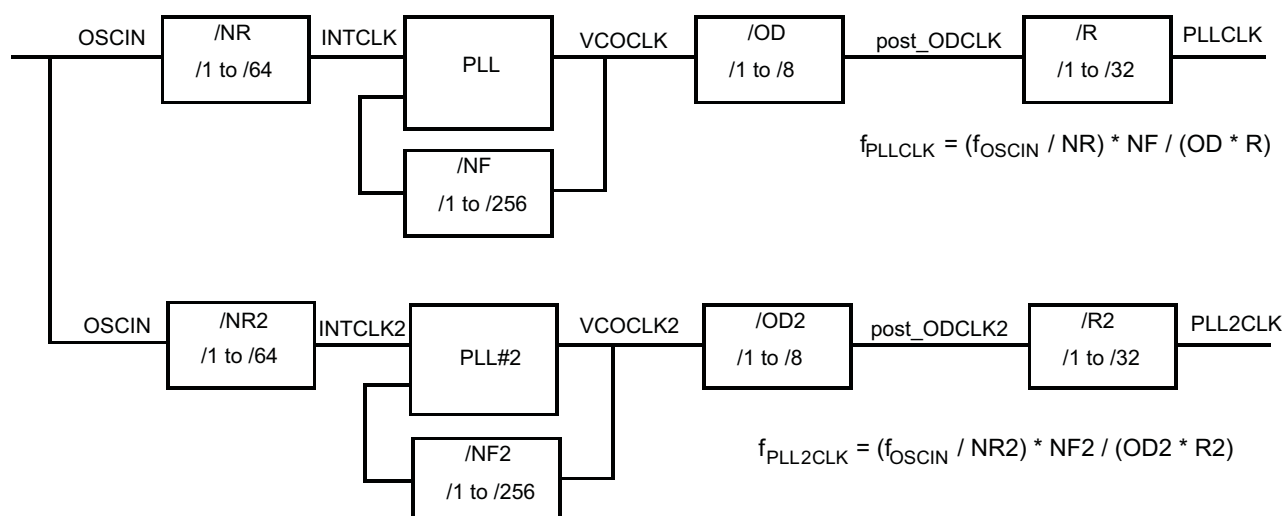 OSCIN
/NR
/1 to /64
INTCLK
PLL
VCOCLK
/OD
/1 to /8
post_ODCLK
/R
/1 to /32
PLLCLK
/NF
/1 to /256
fPLLCLK = (fOSCIN / NR) * NF / (OD * R)
OSCIN
/NR2
/1 to /64
INTCLK2
PLL#2
VCOCLK2
/OD2
/1 to /8
post_ODCLK2
/R2
/1 to /32
PLL2CLK
/NF2
/1 to /256
fPLL2CLK = (fOSCIN / NR2) * NF2 / (OD2 * R2)